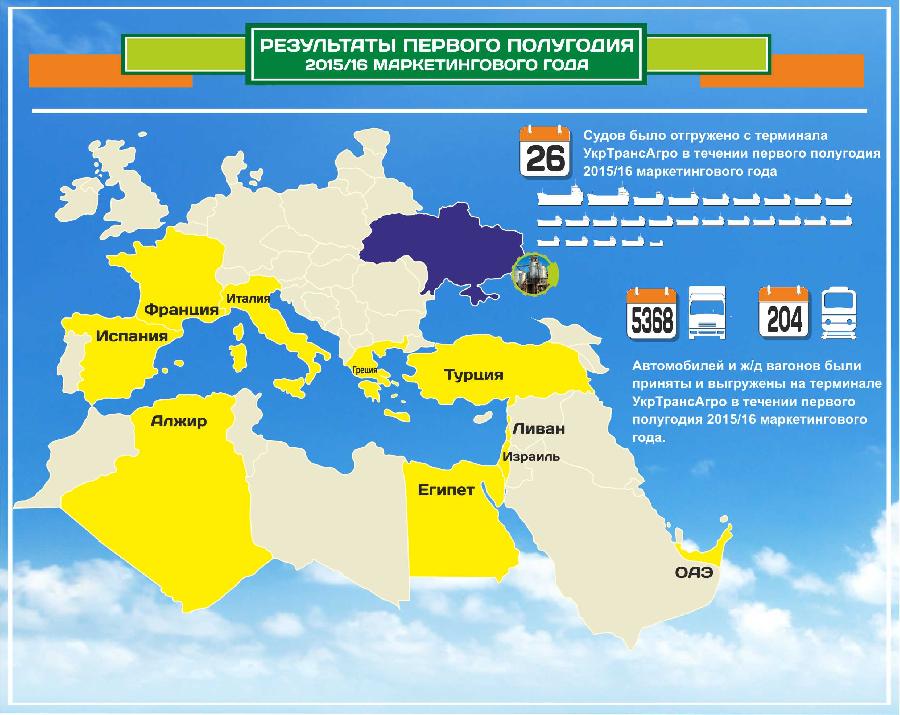 РЕЗУЛЬТАТЫ ПЕРВОГО ПОЛУГОДИЯ
2015/16 МАРКЕТИНГОВОГО ГОДА
26
Судов было отгружено с терминала
УкрТрансАгро в течении первого полугодия
2015/16 маркетингового года
5368
204
Автомобилей и ж/д вагонов были
приняты и выгружены на терминале
УкрТрансАгро в течении первого
полугодия 2015/16 маркетингового
года.
Италия
Франция
Испания
Греция
Турция
Алжир
Ливан
Израиль
Египет
ОАЭ